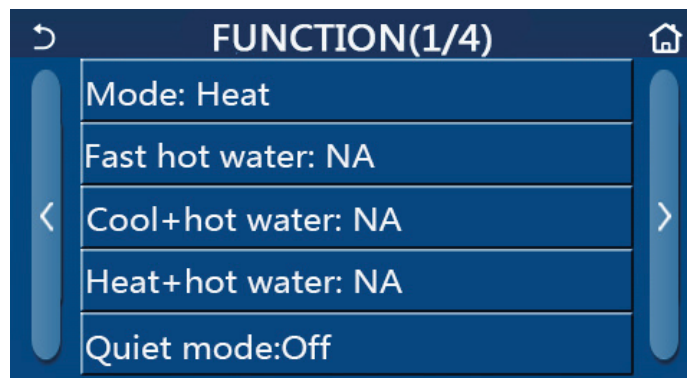 FUNCTION(1/4)
Mode: Heat
Fast hot water: NA
Cool+hot water: NA
Heat+hot water: NA
Quiet mode:Off